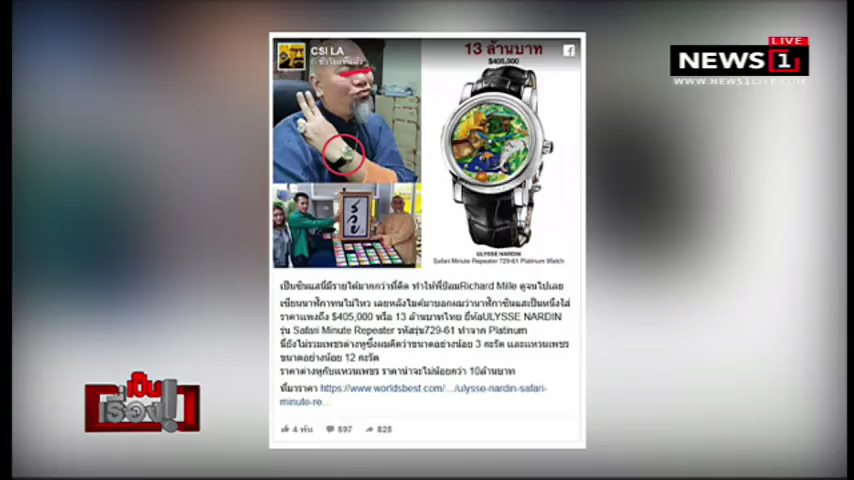 CSI LA
13 ล้านบาท
$405,000
LIVE
NEWS 1
WWW.NEWS1LIVE.COM
รวย
ULYSSE NARDIN
Safari Minute Repeater 729-61 Platinum Watch
เป็นซินแสนี่มีรายได้มากกว่าที่คิด ทำให้พี่ป้อมRichard Mille ดูจนไปเลย
เซียนนาฬิกาทนไม่ไหว เลยหลังไมค์มาบอกผมว่านาฬิกาซินแสเป็นหนึ่งใส่
ราคาแพงถึง $405,000 หรือ 13 ล้านบาทไทย ยี่ห้อULYSSE NARDIN
รุ่น Safari Minute Repeater รหัสรุ่น729-61 ทำจาก Platinum
นี่ยังไม่รวมเพชรต่างหูซึ่งผมคิดว่าขนาดอย่างน้อย 3 กะรัต และแหวนเพชร
ขนาดอย่างน้อย 12 กะรัต
ราคาต่างหูกับแหวนเพชร ราคาน่าจะไม่น้อยกว่า 10ล้านบาท
ที่มาราคา https://www.worldsbest.com/.../ulysse-nardin-safari-
minute-re...
4 พัน 597 828
เป็นเรื่อง!